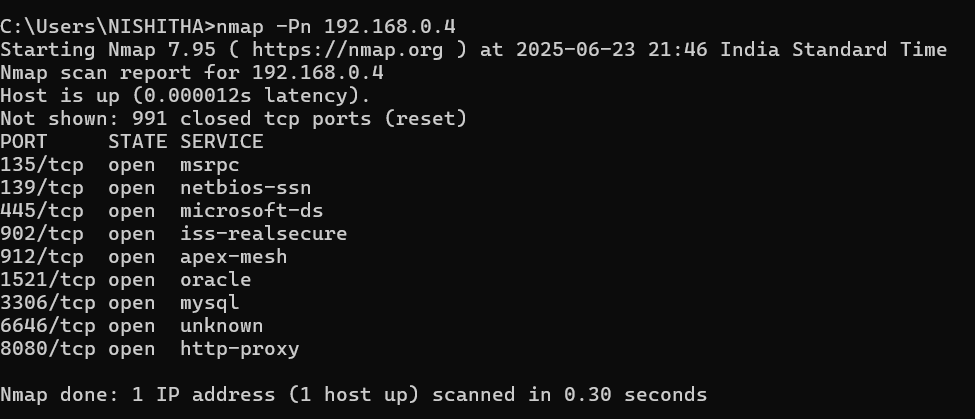 C:\Users\NISHITHA>nmap -Pn 192.168.0.4
Starting Nmap 7.95 ( https://nmap.org ) at 2025-06-23 21:46 India Standard Time
Nmap scan report for 192.168.0.4
Host is up (0.000012s latency).
Not shown: 991 closed tcp ports (reset)
PORT     STATE SERVICE
135/tcp  open  msrpc
139/tcp  open  netbios-ssn
445/tcp  open  microsoft-ds
902/tcp  open  iss-realsecure
912/tcp  open  apex-mesh
1521/tcp open  oracle
3306/tcp open  mysql
6646/tcp open  unknown
8080/tcp open  http-proxy
Nmap done: 1 IP address (1 host up) scanned in 0.30 seconds